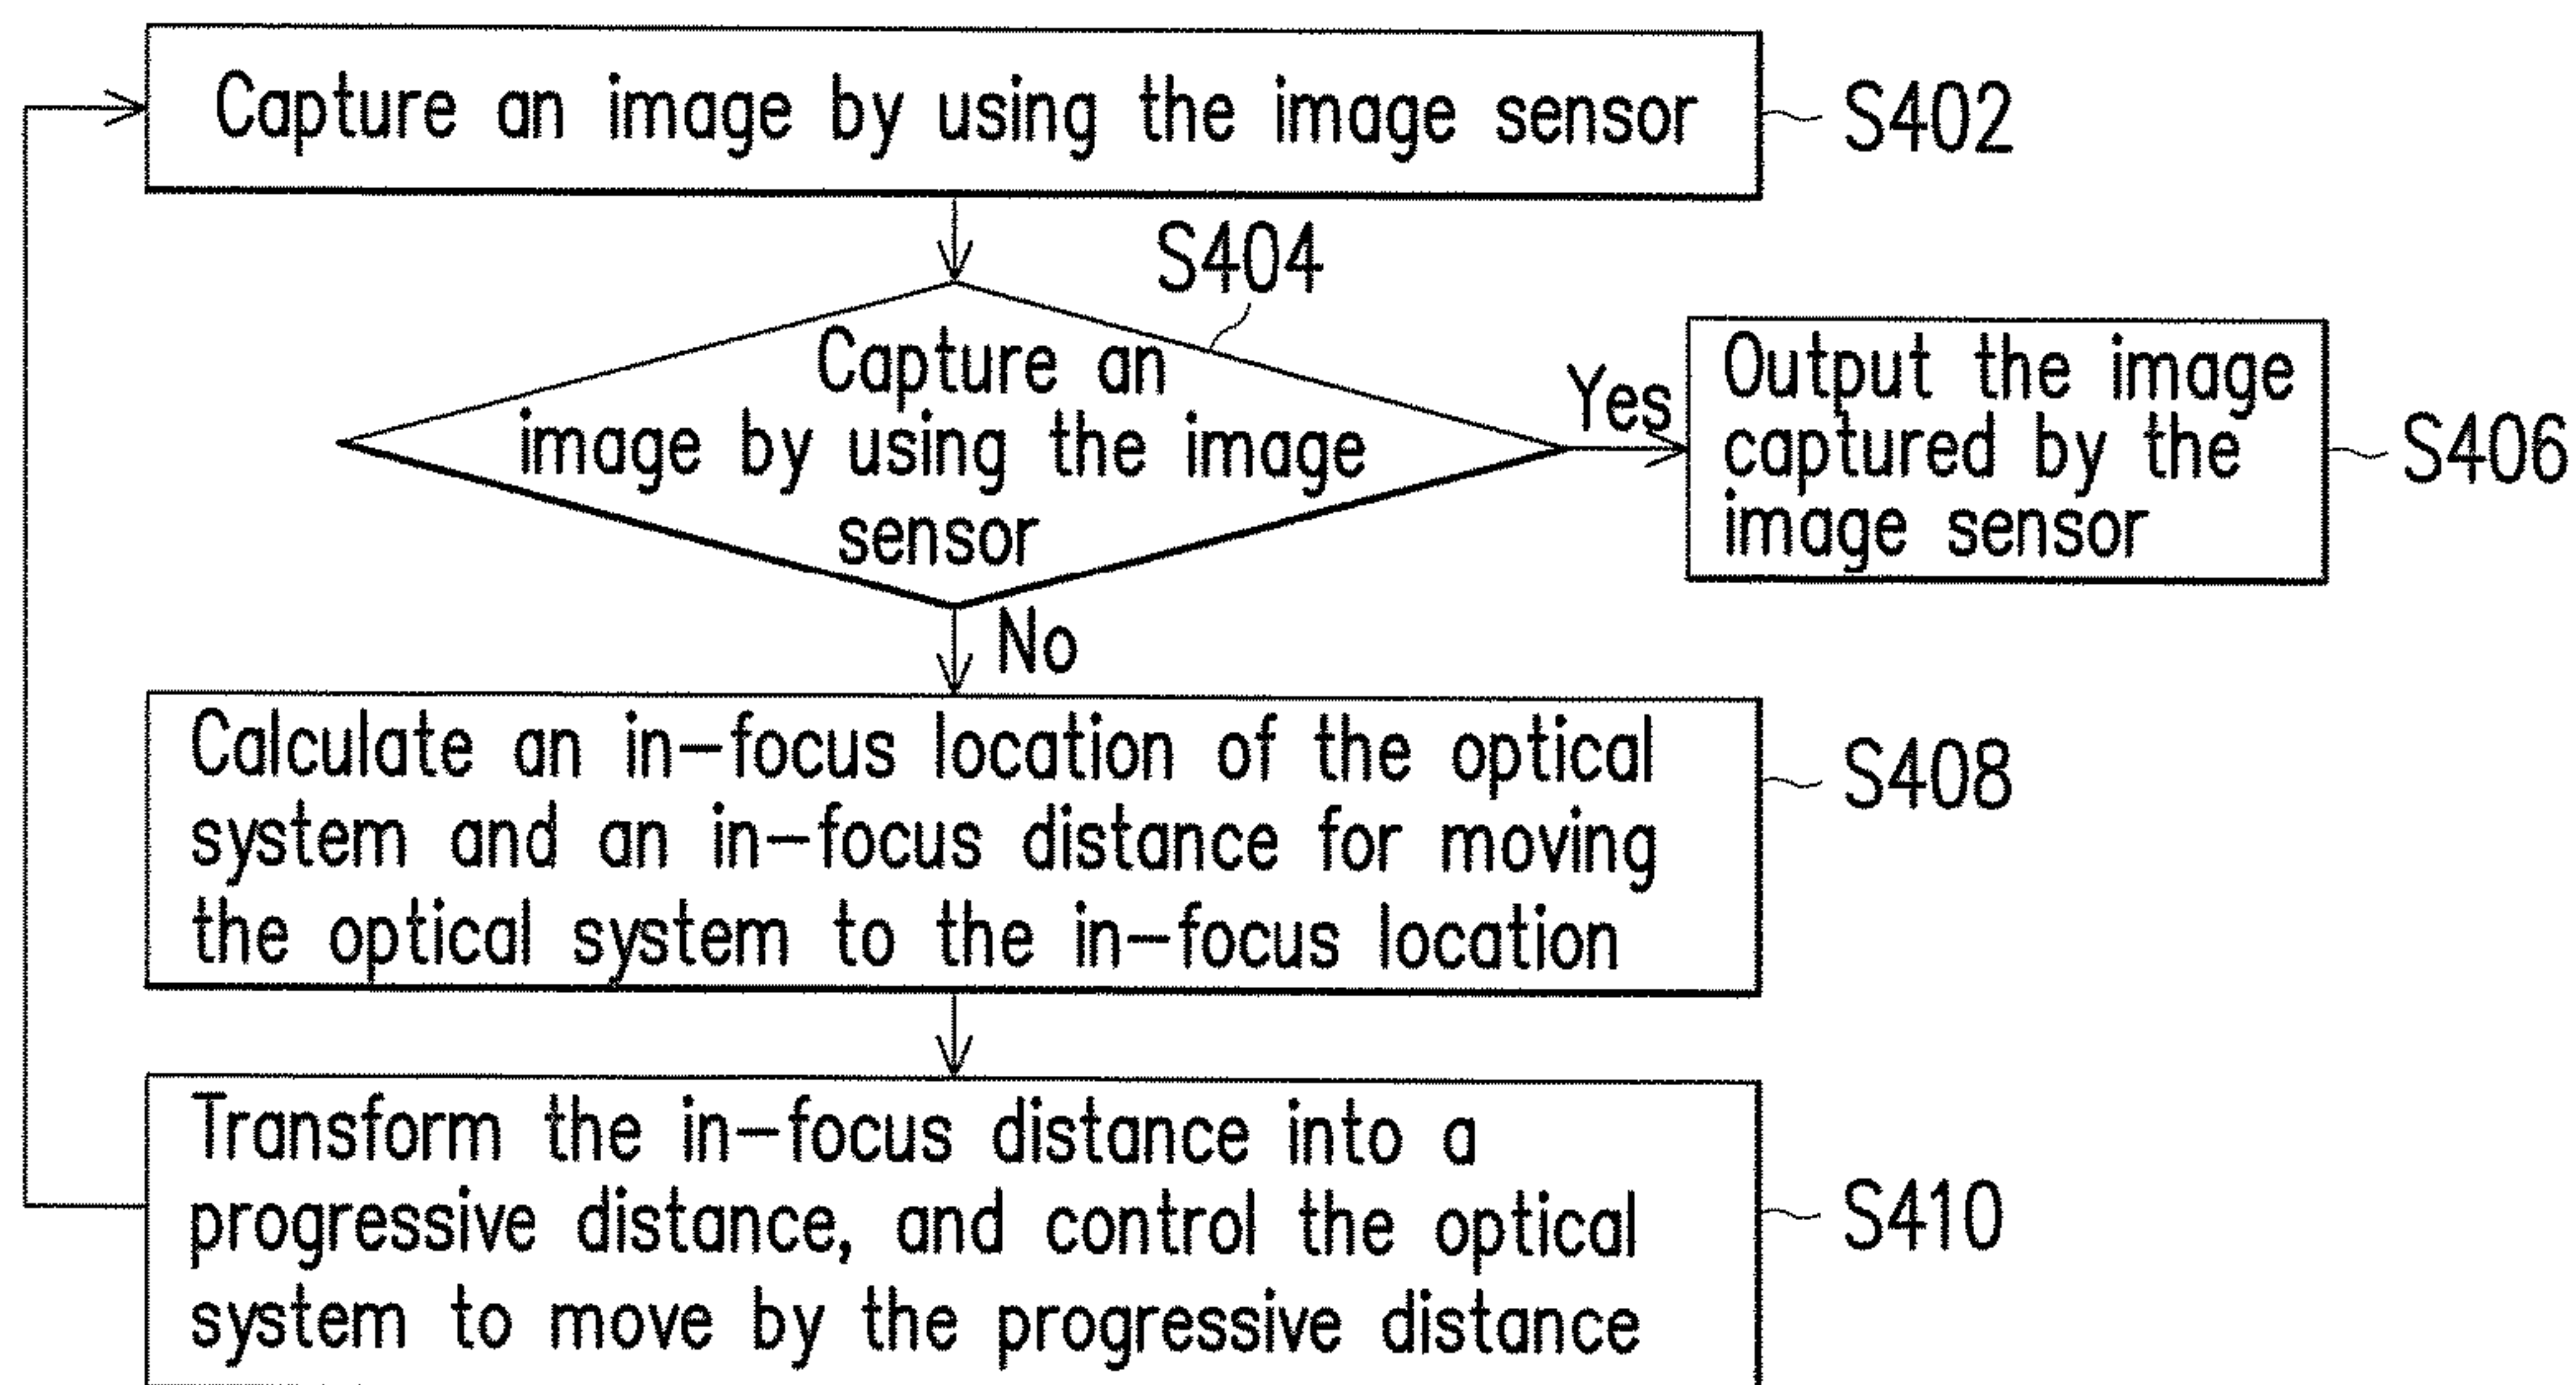 Capture an image by using the image sensor
S402
S404
Capture an
image by using the image
sensor
Yes
Output the image
captured by the
image sensor
S406
No
Calculate an in-focus location of the optical
system and an in-focus distance for moving
the optical system to the in-focus location
S408
Transform the in-focus distance into a
progressive distance, and control the optical
system to move by the progressive distance
S410